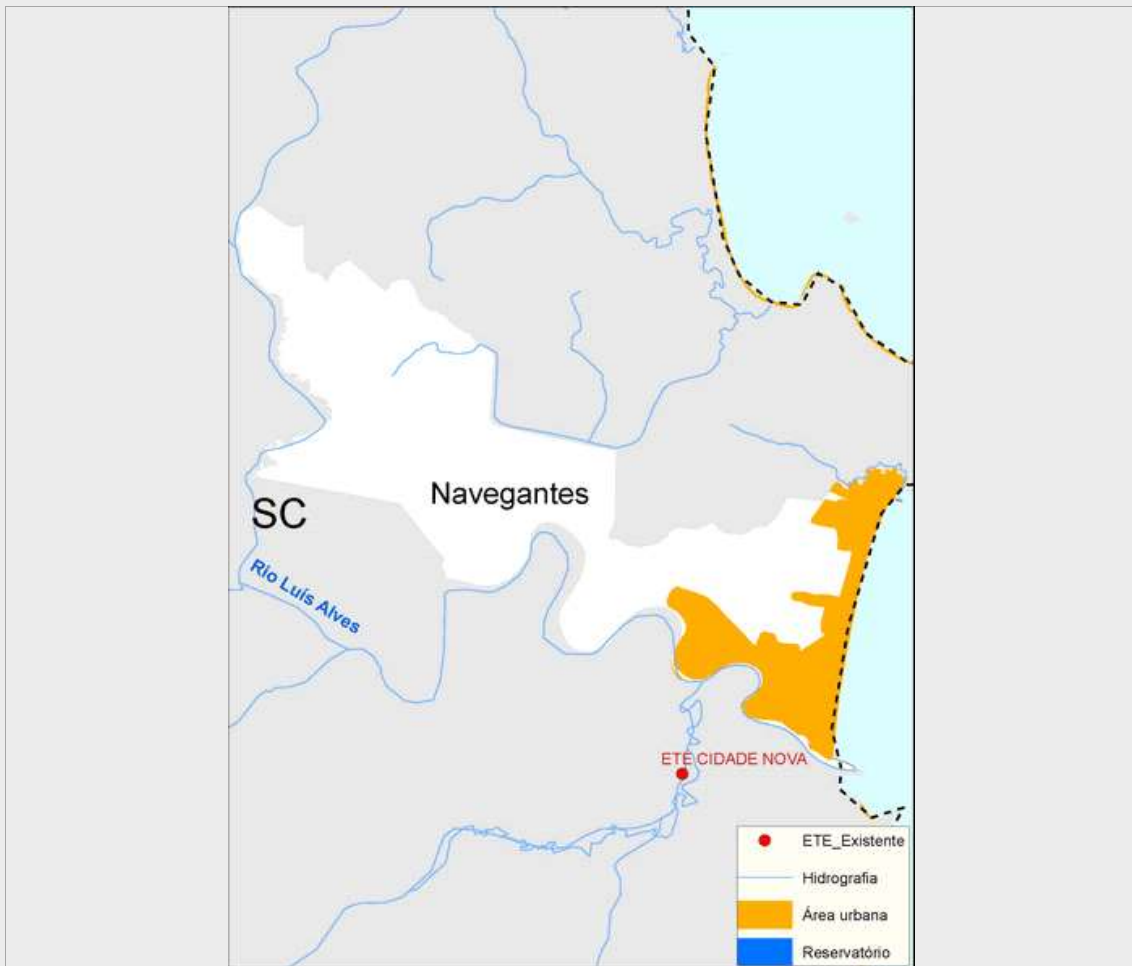 Navegantes
SC
Rio Luís Alves
ETE CIDADE NOVA
ETE_Existente
Hidrografia
Área urbana
Reservatório